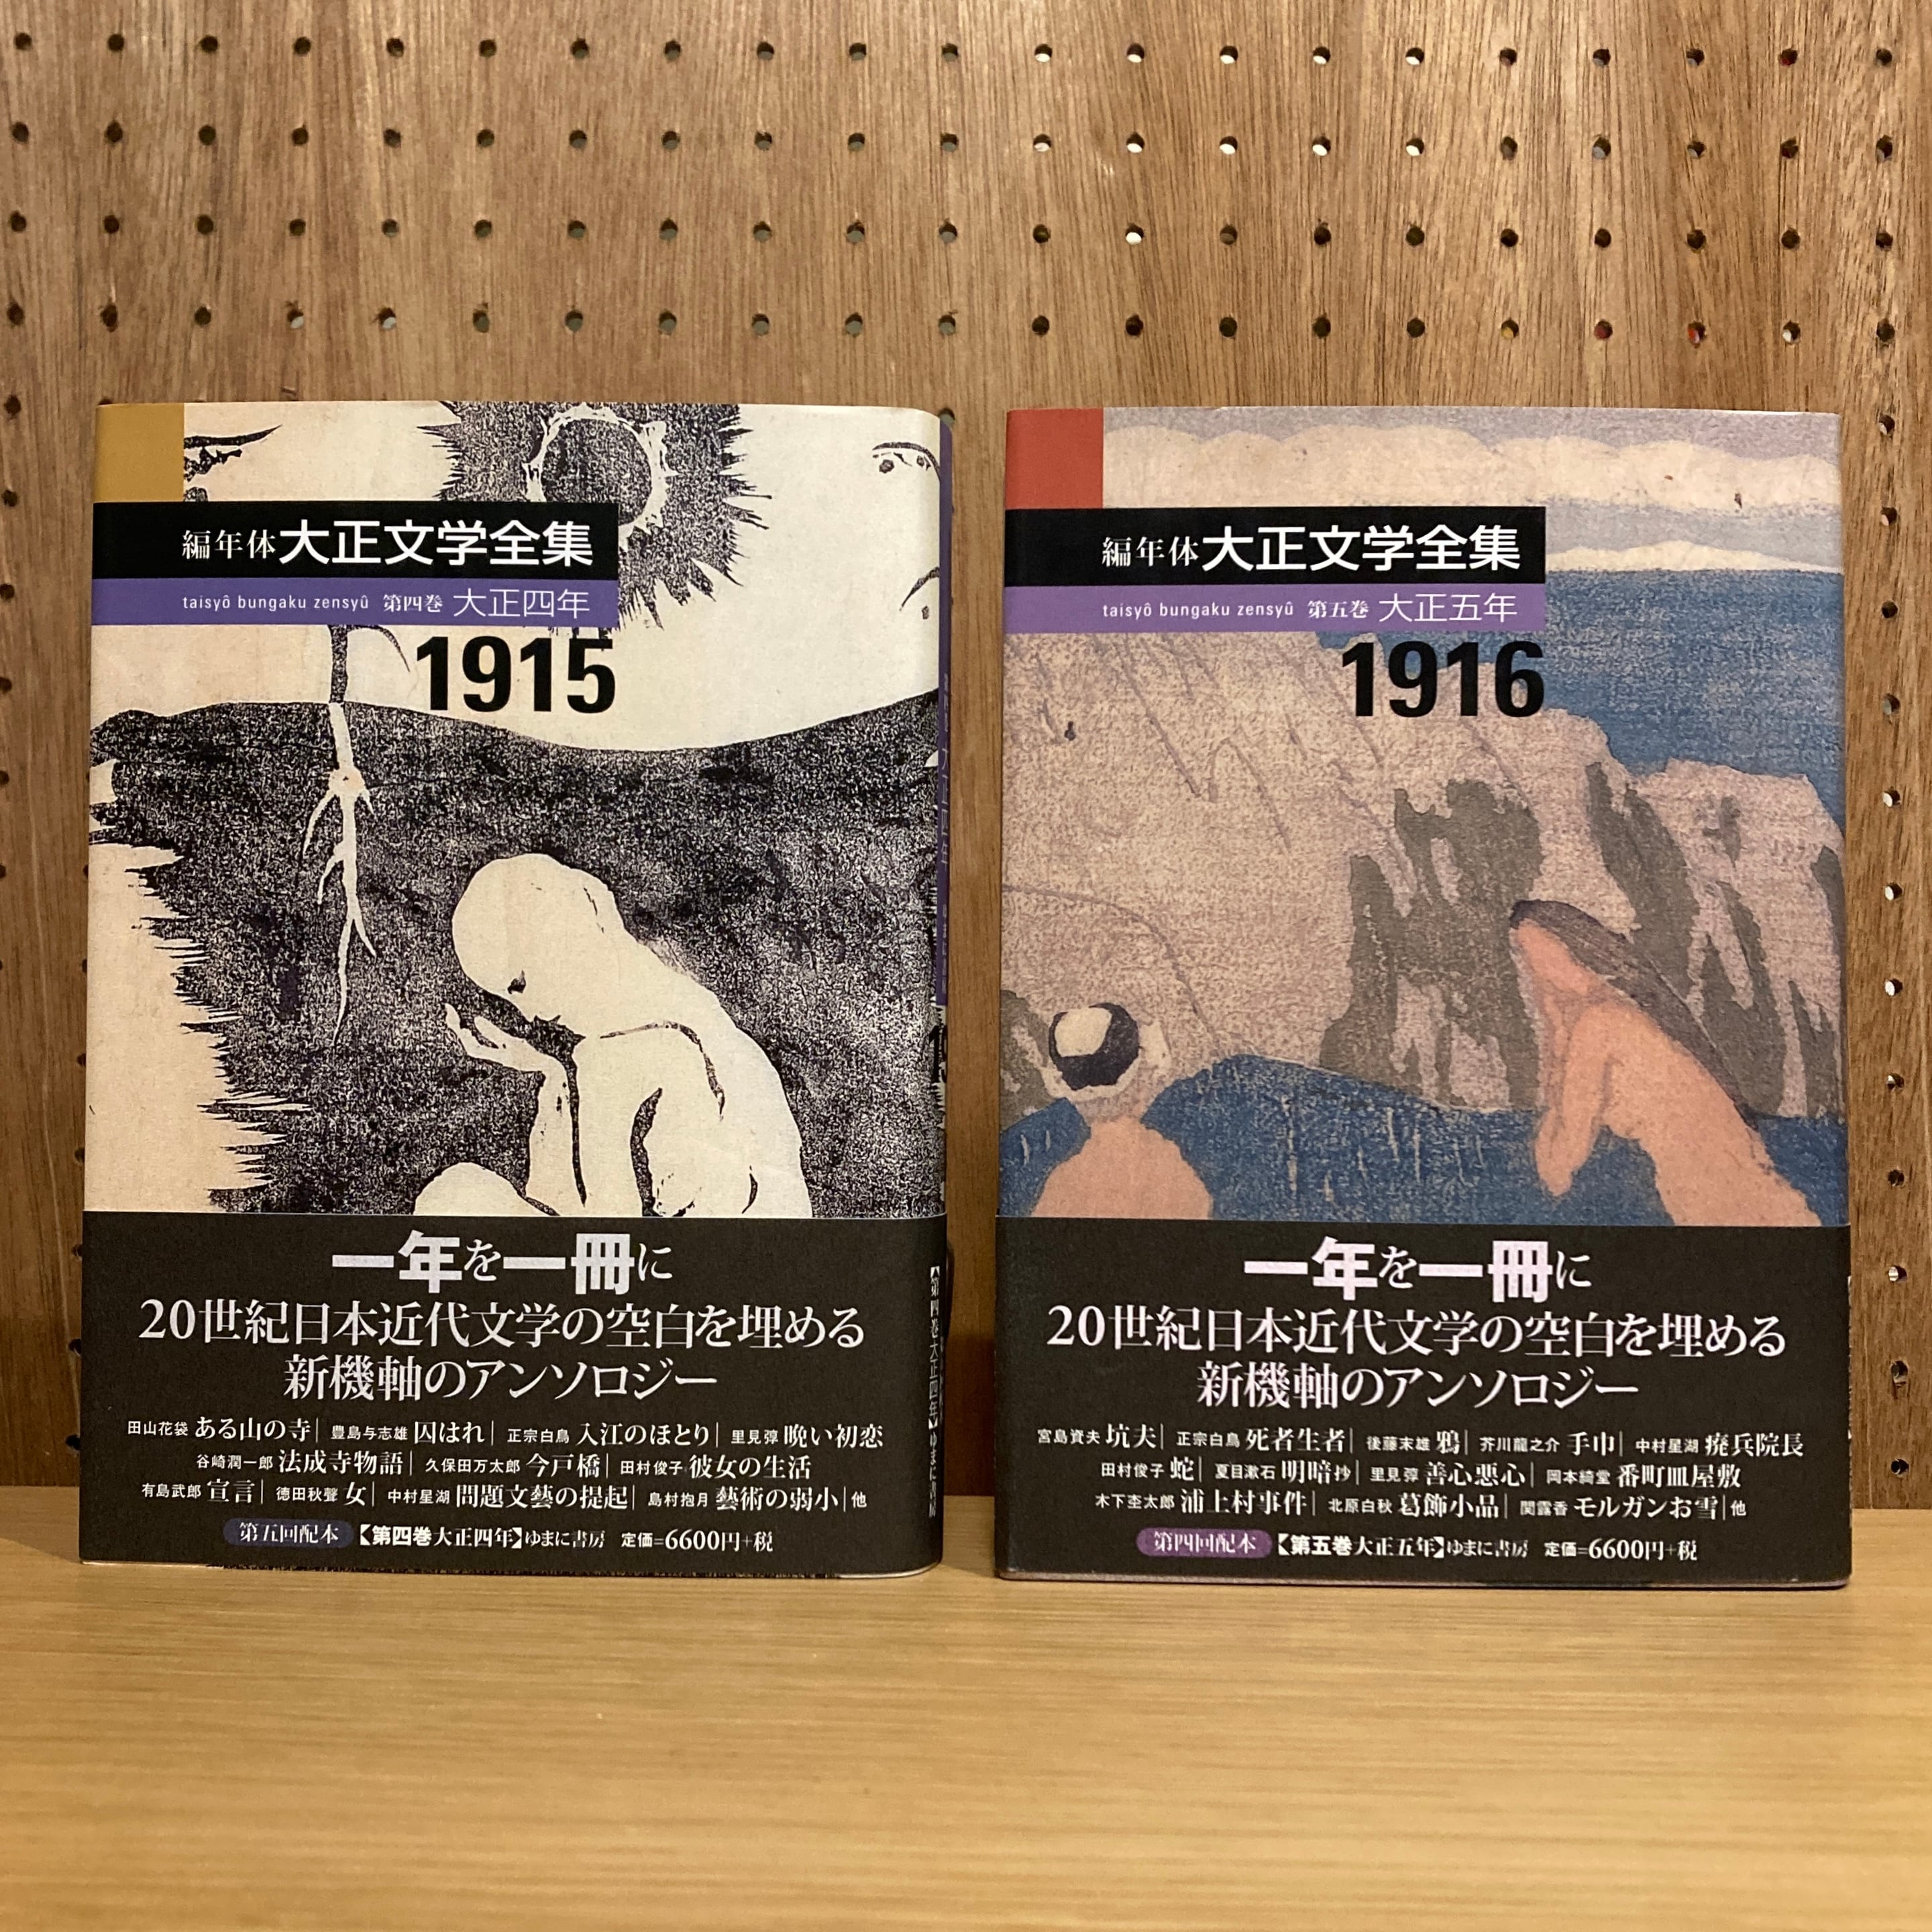 編年体 大正文学全集
taisyô bungaku zensyû 第四巻 大正四年
1915
一年を一冊に
20世紀日本近代文学の空白を埋める
新機軸のアンソロジー
田山花袋 ある山の寺| 豊島与志雄 囚はれ| 正宗白鳥 入江のほとり| 里見弴 晩い初恋
谷崎潤一郎 法成寺物語| 久保田万太郎 今戸橋| 田村俊子 彼女の生活
有島武郎 宣言| 徳田秋聲 女| 中村星湖 問題文藝の提起| 島村抱月 藝術の弱小|他
第五回配本 【第四巻大正四年】ゆまに書房 定価=6600円+税
【第四巻大正四年】ゆまに書房
編年体 大正文学全集
taisyô bungaku zensyû 第五巻 大正五年
1916
一年を一冊に
20世紀日本近代文学の空白を埋める
新機軸のアンソロジー
宮島資夫 坑夫| 正宗白鳥 死者生者| 後藤末雄 鴉| 芥川龍之介 手巾| 中村星湖 廃兵院長
田村俊子 蛇| 夏目漱石 明暗抄| 里見弴 善心悪心| 岡本綺堂 番町皿屋敷
木下杢太郎 浦上村事件| 北原白秋 葛飾小品| 関露香 モルガンお雪|他
第四回配本 【第五巻大正五年】ゆまに書房 定価=6600円+税